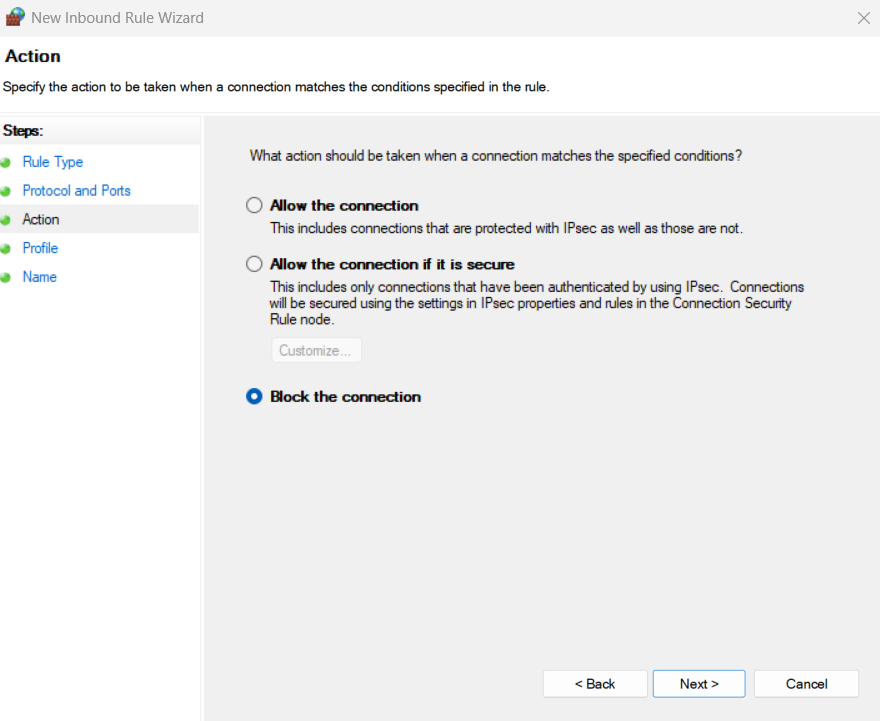 New Inbound Rule Wizard
Action
Specify the action to be taken when a connection matches the conditions specified in the rule.
Steps:
Rule Type
Protocol and Ports
Action
Profile
Name
What action should be taken when a connection matches the specified conditions?
Allow the connection
This includes connections that are protected with IPsec as well as those are not.
Allow the connection if it is secure
This includes only connections that have been authenticated by using IPsec. Connections
will be secured using the settings in IPsec properties and rules in the Connection Security
Rule node.
Customize...
Block the connection
< Back
Next >
Cancel